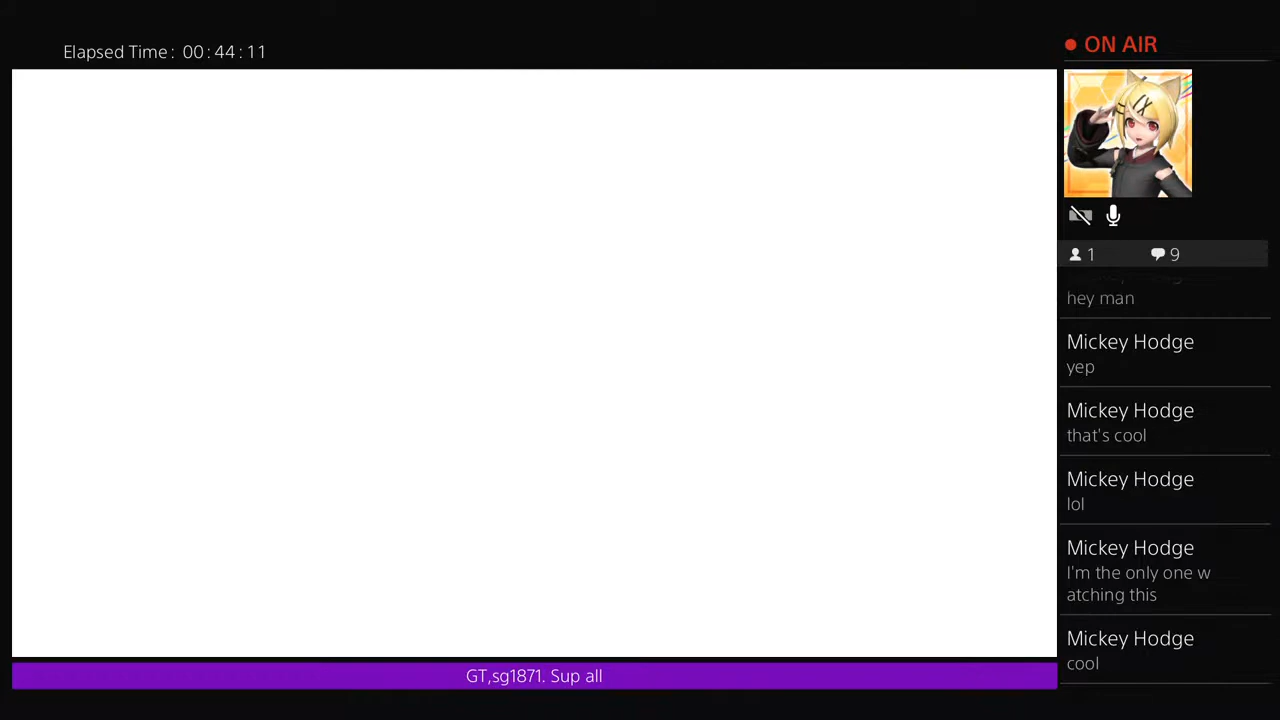 Elapsed Time: 00:44:11
ON AIR
1 9
hey man
Mickey Hodge
yep
Mickey Hodge
that's cool
Mickey Hodge
lol
Mickey Hodge
I'm the only one w
atching this
Mickey Hodge
cool
GT,sg1871. Sup all